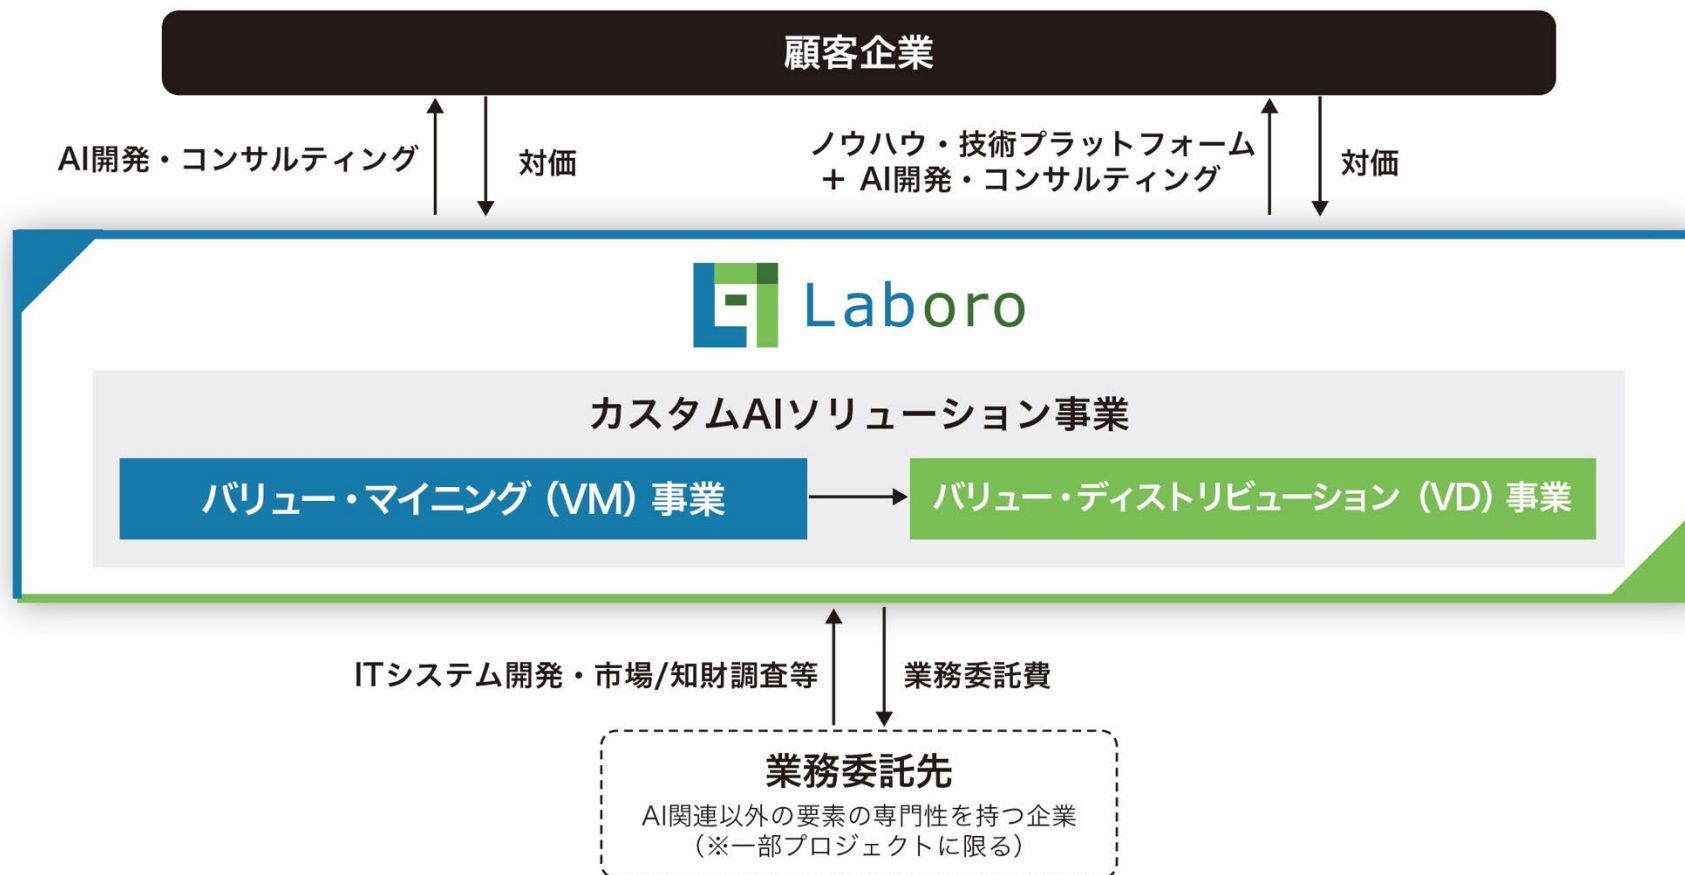 顧客企業
AI開発・コンサルティング
対価
ノウハウ・技術プラットフォーム
+ AI開発・コンサルティング
対価
Laboro
カスタムAIソリューション事業
バリュー・マイニング（VM）事業
バリュー・ディストリビューション（VD）事業
ITシステム開発・市場/知財調査等
業務委託費
業務委託先
AI関連以外の要素の専門性を持つ企業
（※一部プロジェクトに限る）